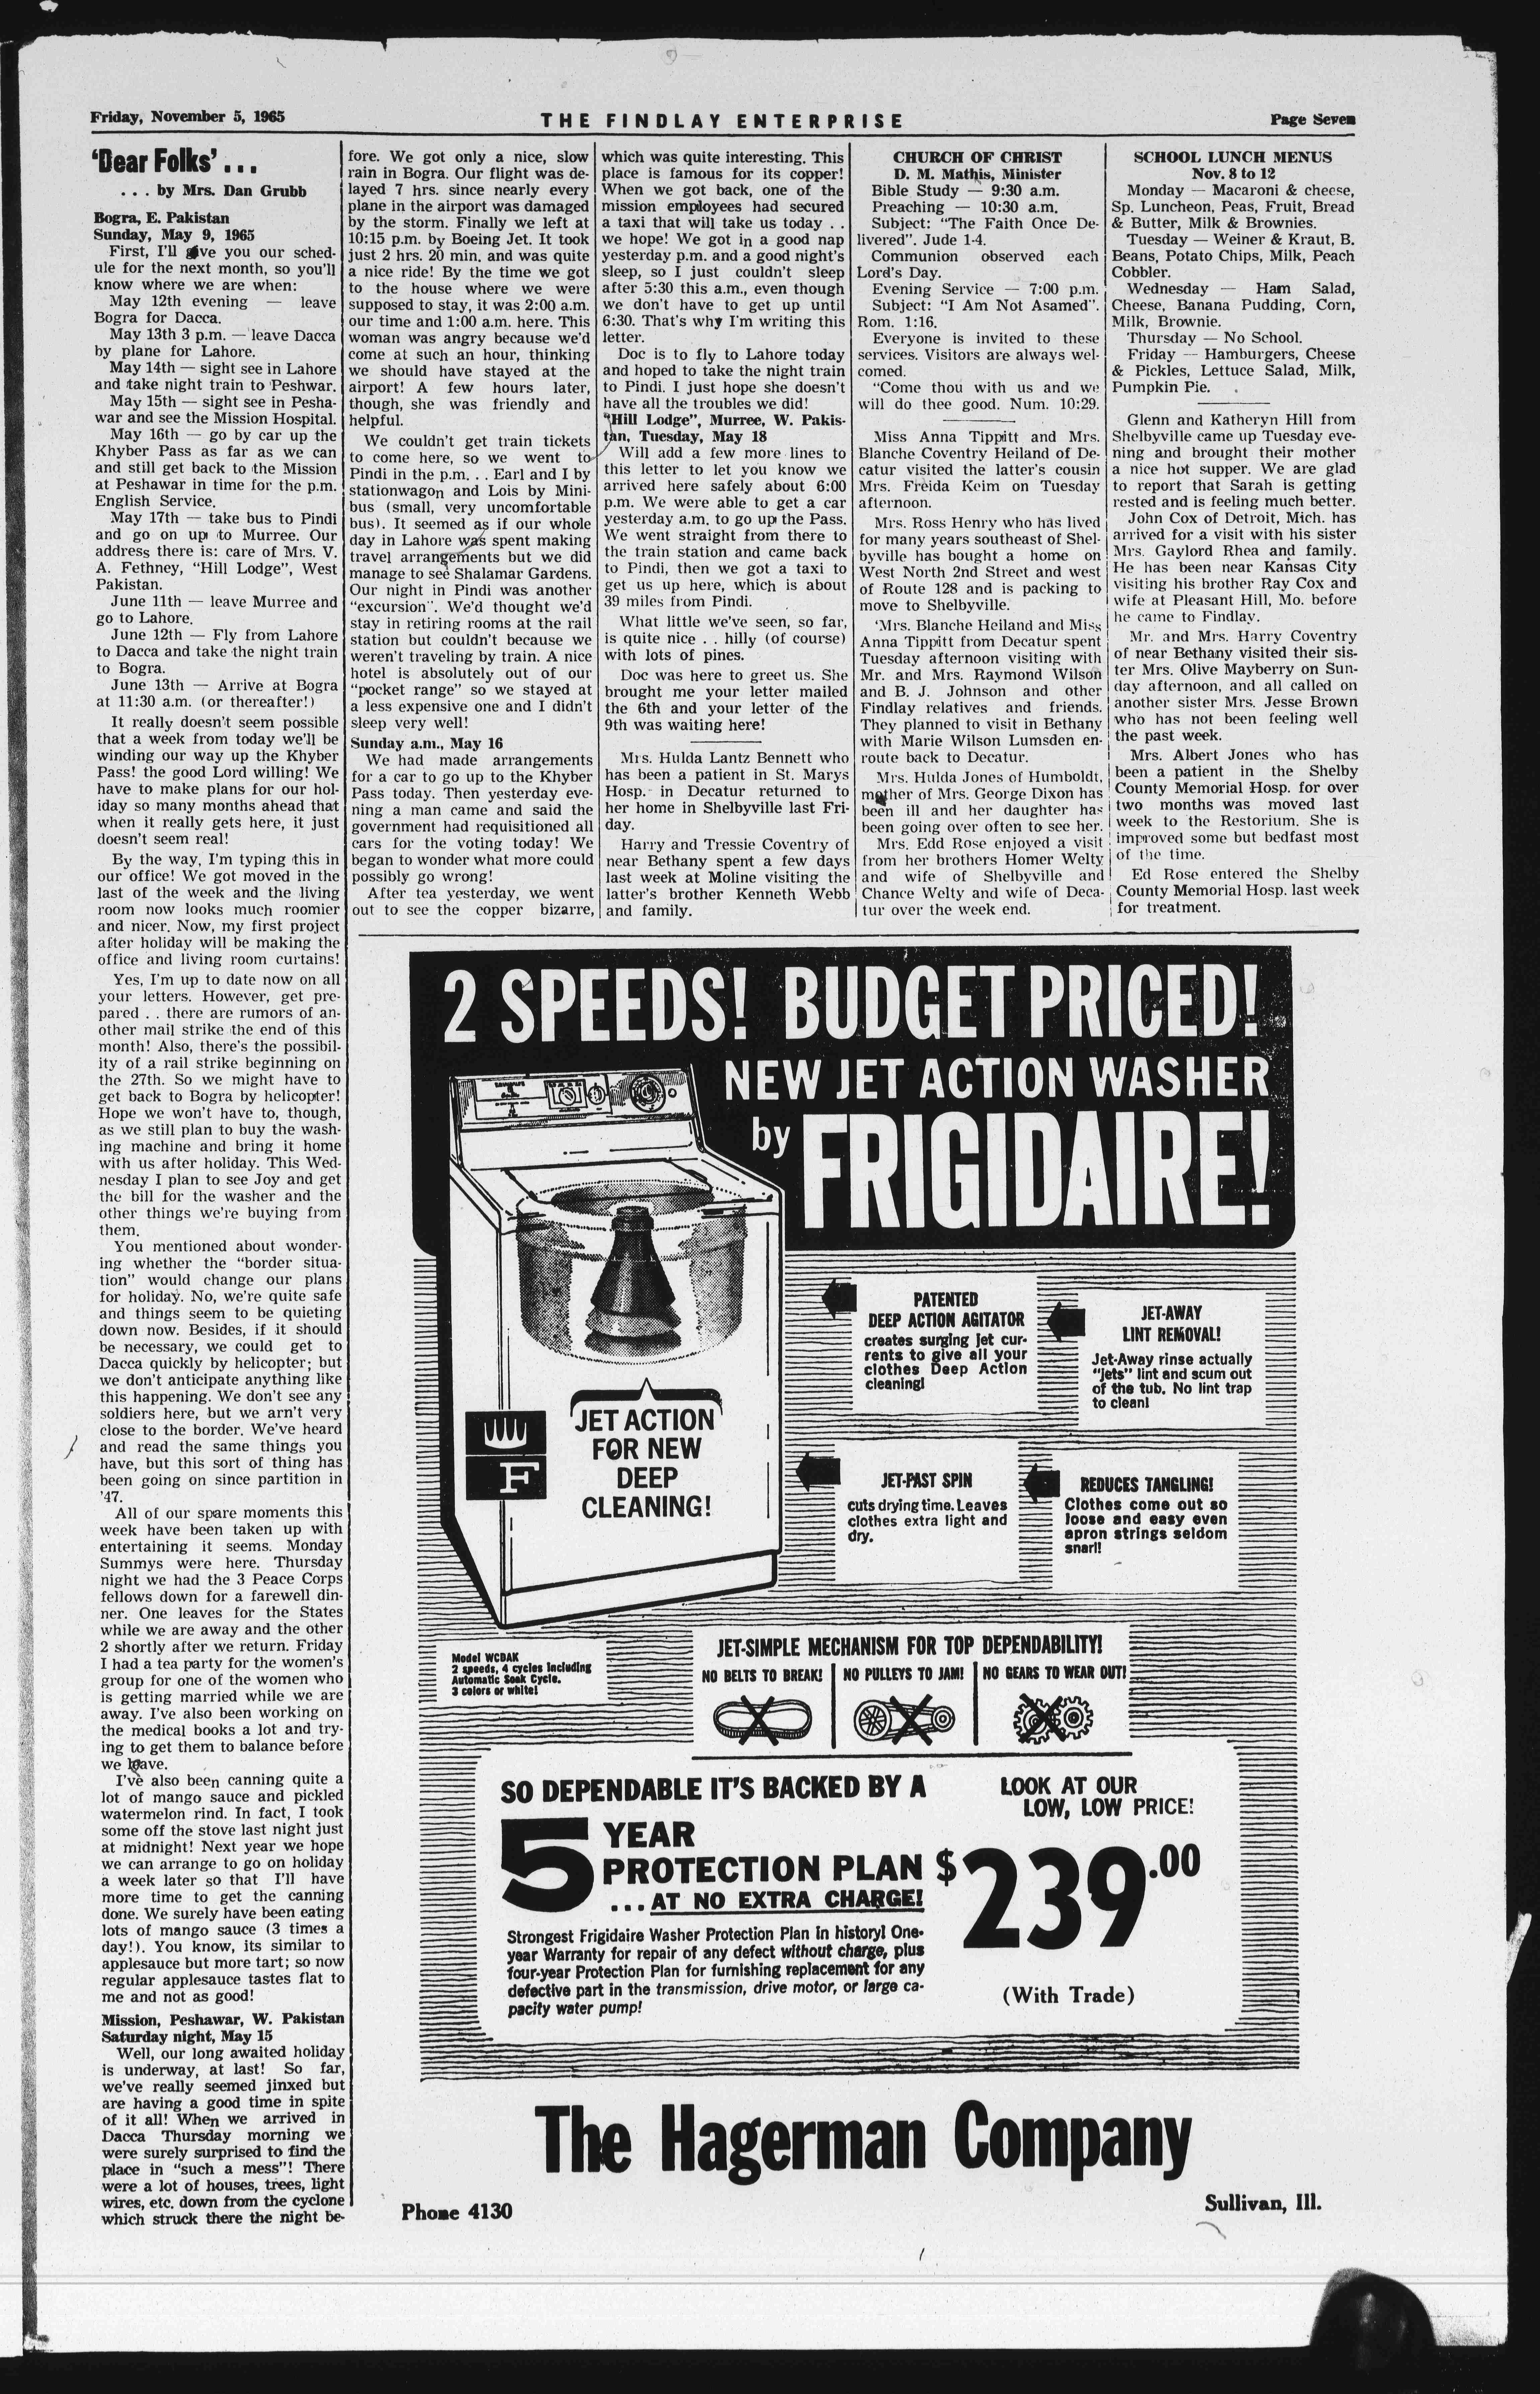 Friday, November 5, 1965
THE FINDLAY ENTERPRISE
Page Seven
'Dear Folks' . . .
. . . by Mrs. Dan Grubb
Bogra, E. Pakistan
Sunday, May 9, 1965
First, I'll give you our sched-
ule for the next month, so you'll
know where we are when:
May 12th evening — leave
Bogra for Dacca.
May 13th 3 p.m. — leave Dacca
by plane for Lahore.
May 14th — sight see in Lahore
and take night train to Peshwar.
May 15th — sight see in Pesha-
war and see the Mission Hospital.
May 16th — go by car up the
Khyber Pass as far as we can
and still get back to the Mission
at Peshawar in time for the p.m.
English Service.
May 17th — take bus to Pindi
and go on up to Murree. Our
address there is: care of Mrs. V.
A. Fethney, "Hill Lodge", West
Pakistan.
June 11th — leave Murree and
go to Lahore.
June 12th — Fly from Lahore
to Dacca and take the night train
to Bogra.
June 13th — Arrive at Bogra
at 11:30 a.m. (or thereafter!)
It really doesn't seem possible
that a week from today we'll be
winding our way up the Khyber
Pass! the good Lord willing! We
have to make plans for our hol-
iday so many months ahead that
when it really gets here, it just
doesn't seem real!
By the way, I'm typing this in
our office! We got moved in the
last of the week and the living
room now looks much roomier
and nicer. Now, my first project
after holiday will be making the
office and living room curtains!
Yes, I'm up to date now on all
your letters. However, get pre-
pared . . there are rumors of an-
other mail strike the end of this
month! Also, there's the possibil-
ity of a rail strike beginning on
the 27th. So we might have to
get back to Bogra by helicopter!
Hope we won't have to, though,
as we still plan to buy the wash-
ing machine and bring it home
with us after holiday. This Wed-
nesday I plan to see Joy and get
the bill for the washer and the
other things we're buying from
them.
You mentioned about wonder-
ing whether the "border situa-
tion" would change our plans
for holiday. No, we're quite safe
and things seem to be quieting
down now. Besides, if it should
be necessary, we could get to
Dacca quickly by helicopter; but
we don't anticipate anything like
this happening. We don't see any
soldiers here, but we arn't very
close to the border. We've heard
and read the same things you
have, but this sort of thing has
been going on since partition in
'47.
All of our spare moments this
week have been taken up with
entertaining it seems. Monday
Summys were here. Thursday
night we had the 3 Peace Corps
fellows down for a farewell din-
ner. One leaves for the States
while we are away and the other
2 shortly after we return. Friday
I had a tea party for the women's
group for one of the women who
is getting married while we are
away. I've also been working on
the medical books a lot and try-
ing to get them to balance before
we leave.
I've also been canning quite a
lot of mango sauce and pickled
watermelon rind. In fact, I took
some off the stove last night just
at midnight! Next year we hope
we can arrange to go on holiday
a week later so that I'll have
more time to get the canning
done. We surely have been eating
lots of mango sauce (3 times a
day!). You know, its similar to
applesauce but more tart; so now
regular applesauce tastes flat to
me and not as good!
Mission, Peshawar, W. Pakistan
Saturday night, May 15
Well, our long awaited holiday
is underway, at last! So far,
we've really seemed jinxed but
are having a good time in spite
of it all! When we arrived in
Dacca Thursday morning we
were surely surprised to find the
place in "such a mess"! There
were a lot of houses, trees, light
wires, etc. down from the cyclone
which struck there the night be-
fore. We got only a nice, slow
rain in Bogra. Our flight was de-
layed 7 hrs. since nearly every
plane in the airport was damaged
by the storm. Finally we left at
10:15 p.m. by Boeing Jet. It took
just 2 hrs. 20 min. and was quite
a nice ride! By the time we got
to the house where we were
supposed to stay, it was 2:00 a.m.
our time and 1:00 a.m. here. This
woman was angry because we'd
come at such an hour, thinking
we should have stayed at the
airport! A few hours later,
though, she was friendly and
helpful.
We couldn't get train tickets
to come here, so we went to
Pindi in the p.m. . . Earl and I by
stationwagon and Lois by Mini-
bus (small, very uncomfortable
bus). It seemed as if our whole
day in Lahore was spent making
travel arrangements but we did
manage to see Shalamar Gardens.
Our night in Pindi was another
"excursion". We'd thought we'd
stay in retiring rooms at the rail
station but couldn't because we
weren't traveling by train. A nice
hotel is absolutely out of our
"pocket range" so we stayed at
a less expensive one and I didn't
sleep very well!
Sunday a.m., May 16
We had made arrangements
for a car to go up to the Khyber
Pass today. Then yesterday eve-
ning a man came and said the
government had requisitioned all
cars for the voting today! We
began to wonder what more could
possibly go wrong!
After tea yesterday, we went
out to see the copper bizarre,
which was quite interesting. This
place is famous for its copper!
When we got back, one of the
mission employees had secured
a taxi that will take us today . .
we hope! We got in a good nap
yesterday p.m. and a good night's
sleep, so I just couldn't sleep
after 5:30 this a.m., even though
we don't have to get up until
6:30. That's why I'm writing this
letter.
Doc is to fly to Lahore today
and hoped to take the night train
to Pindi. I just hope she doesn't
have all the troubles we did!
"Hill Lodge", Murree, W. Pakis-
tan, Tuesday, May 18
Will add a few more lines to
this letter to let you know we
arrived here safely about 6:00
p.m. We were able to get a car
yesterday a.m. to go up the Pass.
We went straight from there to
the train station and came back
to Pindi, then we got a taxi to
get us up here, which is about
39 miles from Pindi.
What little we've seen, so far,
is quite nice . . hilly (of course)
with lots of pines.
Doc was here to greet us. She
brought me your letter mailed
the 6th and your letter of the
9th was waiting here!
Mrs. Hulda Lantz Bennett who
has been a patient in St. Marys
Hosp. in Decatur returned to
her home in Shelbyville last Fri-
day.
Harry and Tressie Coventry of
near Bethany spent a few days
last week at Moline visiting the
latter's brother Kenneth Webb
and family.
CHURCH OF CHRIST
D. M. Mathis, Minister
Bible Study — 9:30 a.m.
Preaching — 10:30 a.m.
Subject: "The Faith Once De-
livered". Jude 1-4.
Communion observed each
Lord's Day.
Evening Service — 7:00 p.m.
Subject: "I Am Not Asamed".
Rom. 1:16.
Everyone is invited to these
services. Visitors are always wel-
comed.
"Come thou with us and we
will do thee good. Num. 10:29.
Miss Anna Tippitt and Mrs.
Blanche Coventry Heiland of De-
catur visited the latter's cousin
Mrs. Freida Keim on Tuesday
afternoon.
Mrs. Ross Henry who has lived
for many years southeast of Shel-
byville has bought a home on
West North 2nd Street and west
of Route 128 and is packing to
move to Shelbyville.
'Mrs. Blanche Heiland and Miss
Anna Tippitt from Decatur spent
Tuesday afternoon visiting with
Mr. and Mrs. Raymond Wilson
and B. J. Johnson and other
Findlay relatives and friends.
They planned to visit in Bethany
with Marie Wilson Lumsden en-
route back to Decatur.
Mrs. Hulda Jones of Humboldt,
mother of Mrs. George Dixon has
been ill and her daughter has
been going over often to see her.
Mrs. Edd Rose enjoyed a visit
from her brothers Homer Welty
and wife of Shelbyville and
Chance Welty and wife of Deca-
tur over the week end.
SCHOOL LUNCH MENUS
Nov. 8 to 12
Monday — Macaroni & cheese,
Sp. Luncheon, Peas, Fruit, Bread
& Butter, Milk & Brownies.
Tuesday — Weiner & Kraut, B.
Beans, Potato Chips, Milk, Peach
Cobbler.
Wednesday — Ham Salad,
Cheese, Banana Pudding, Corn,
Milk, Brownie.
Thursday — No School.
Friday — Hamburgers, Cheese
& Pickles, Lettuce Salad, Milk,
Pumpkin Pie.
Glenn and Katheryn Hill from
Shelbyville came up Tuesday eve-
ning and brought their mother
a nice hot supper. We are glad
to report that Sarah is getting
rested and is feeling much better.
John Cox of Detroit, Mich. has
arrived for a visit with his sister
Mrs. Gaylord Rhea and family.
He has been near Kansas City
visiting his brother Ray Cox and
wife at Pleasant Hill, Mo. before
he came to Findlay.
Mr. and Mrs. Harry Coventry
of near Bethany visited their sis-
ter Mrs. Olive Mayberry on Sun-
day afternoon, and all called on
another sister Mrs. Jesse Brown
who has not been feeling well
the past week.
Mrs. Albert Jones who has
been a patient in the Shelby
County Memorial Hosp. for over
two months was moved last
week to the Restorium. She is
improved some but bedfast most
of the time.
Ed Rose entered the Shelby
County Memorial Hosp. last week
for treatment.
2 SPEEDS! BUDGET PRICED!
NEW JET ACTION WASHER
by FRIGIDAIRE!
PATENTED
DEEP ACTION AGITATOR
creates surging jet cur-
rents to give all your
clothes Deep Action
cleaning!
JET-AWAY
LINT REMOVAL!
Jet-Away rinse actually
"jets" lint and scum out
of the tub. No lint trap
to clean!
JET ACTION
FOR NEW
DEEP
CLEANING!
F
JET-FAST SPIN
cuts drying time. Leaves
clothes extra light and
dry.
REDUCES TANGLING!
Clothes come out so
loose and easy even
apron strings seldom
snarl!
Model WCDAK
2 speeds, 4 cycles including
Automatic Soak Cycle.
3 colors or white!
JET-SIMPLE MECHANISM FOR TOP DEPENDABILITY!
NO BELTS TO BREAK!
NO PULLEYS TO JAM!
NO GEARS TO WEAR OUT!
SO DEPENDABLE IT'S BACKED BY A
5 YEAR
PROTECTION PLAN
. . . AT NO EXTRA CHARGE!
Strongest Frigidaire Washer Protection Plan in history! One-
year Warranty for repair of any defect without charge, plus
four-year Protection Plan for furnishing replacement for any
defective part in the transmission, drive motor, or large ca-
pacity water pump!
LOOK AT OUR
LOW, LOW PRICE!
$239.00
(With Trade)
The Hagerman Company
Phone 4130
Sullivan, Ill.